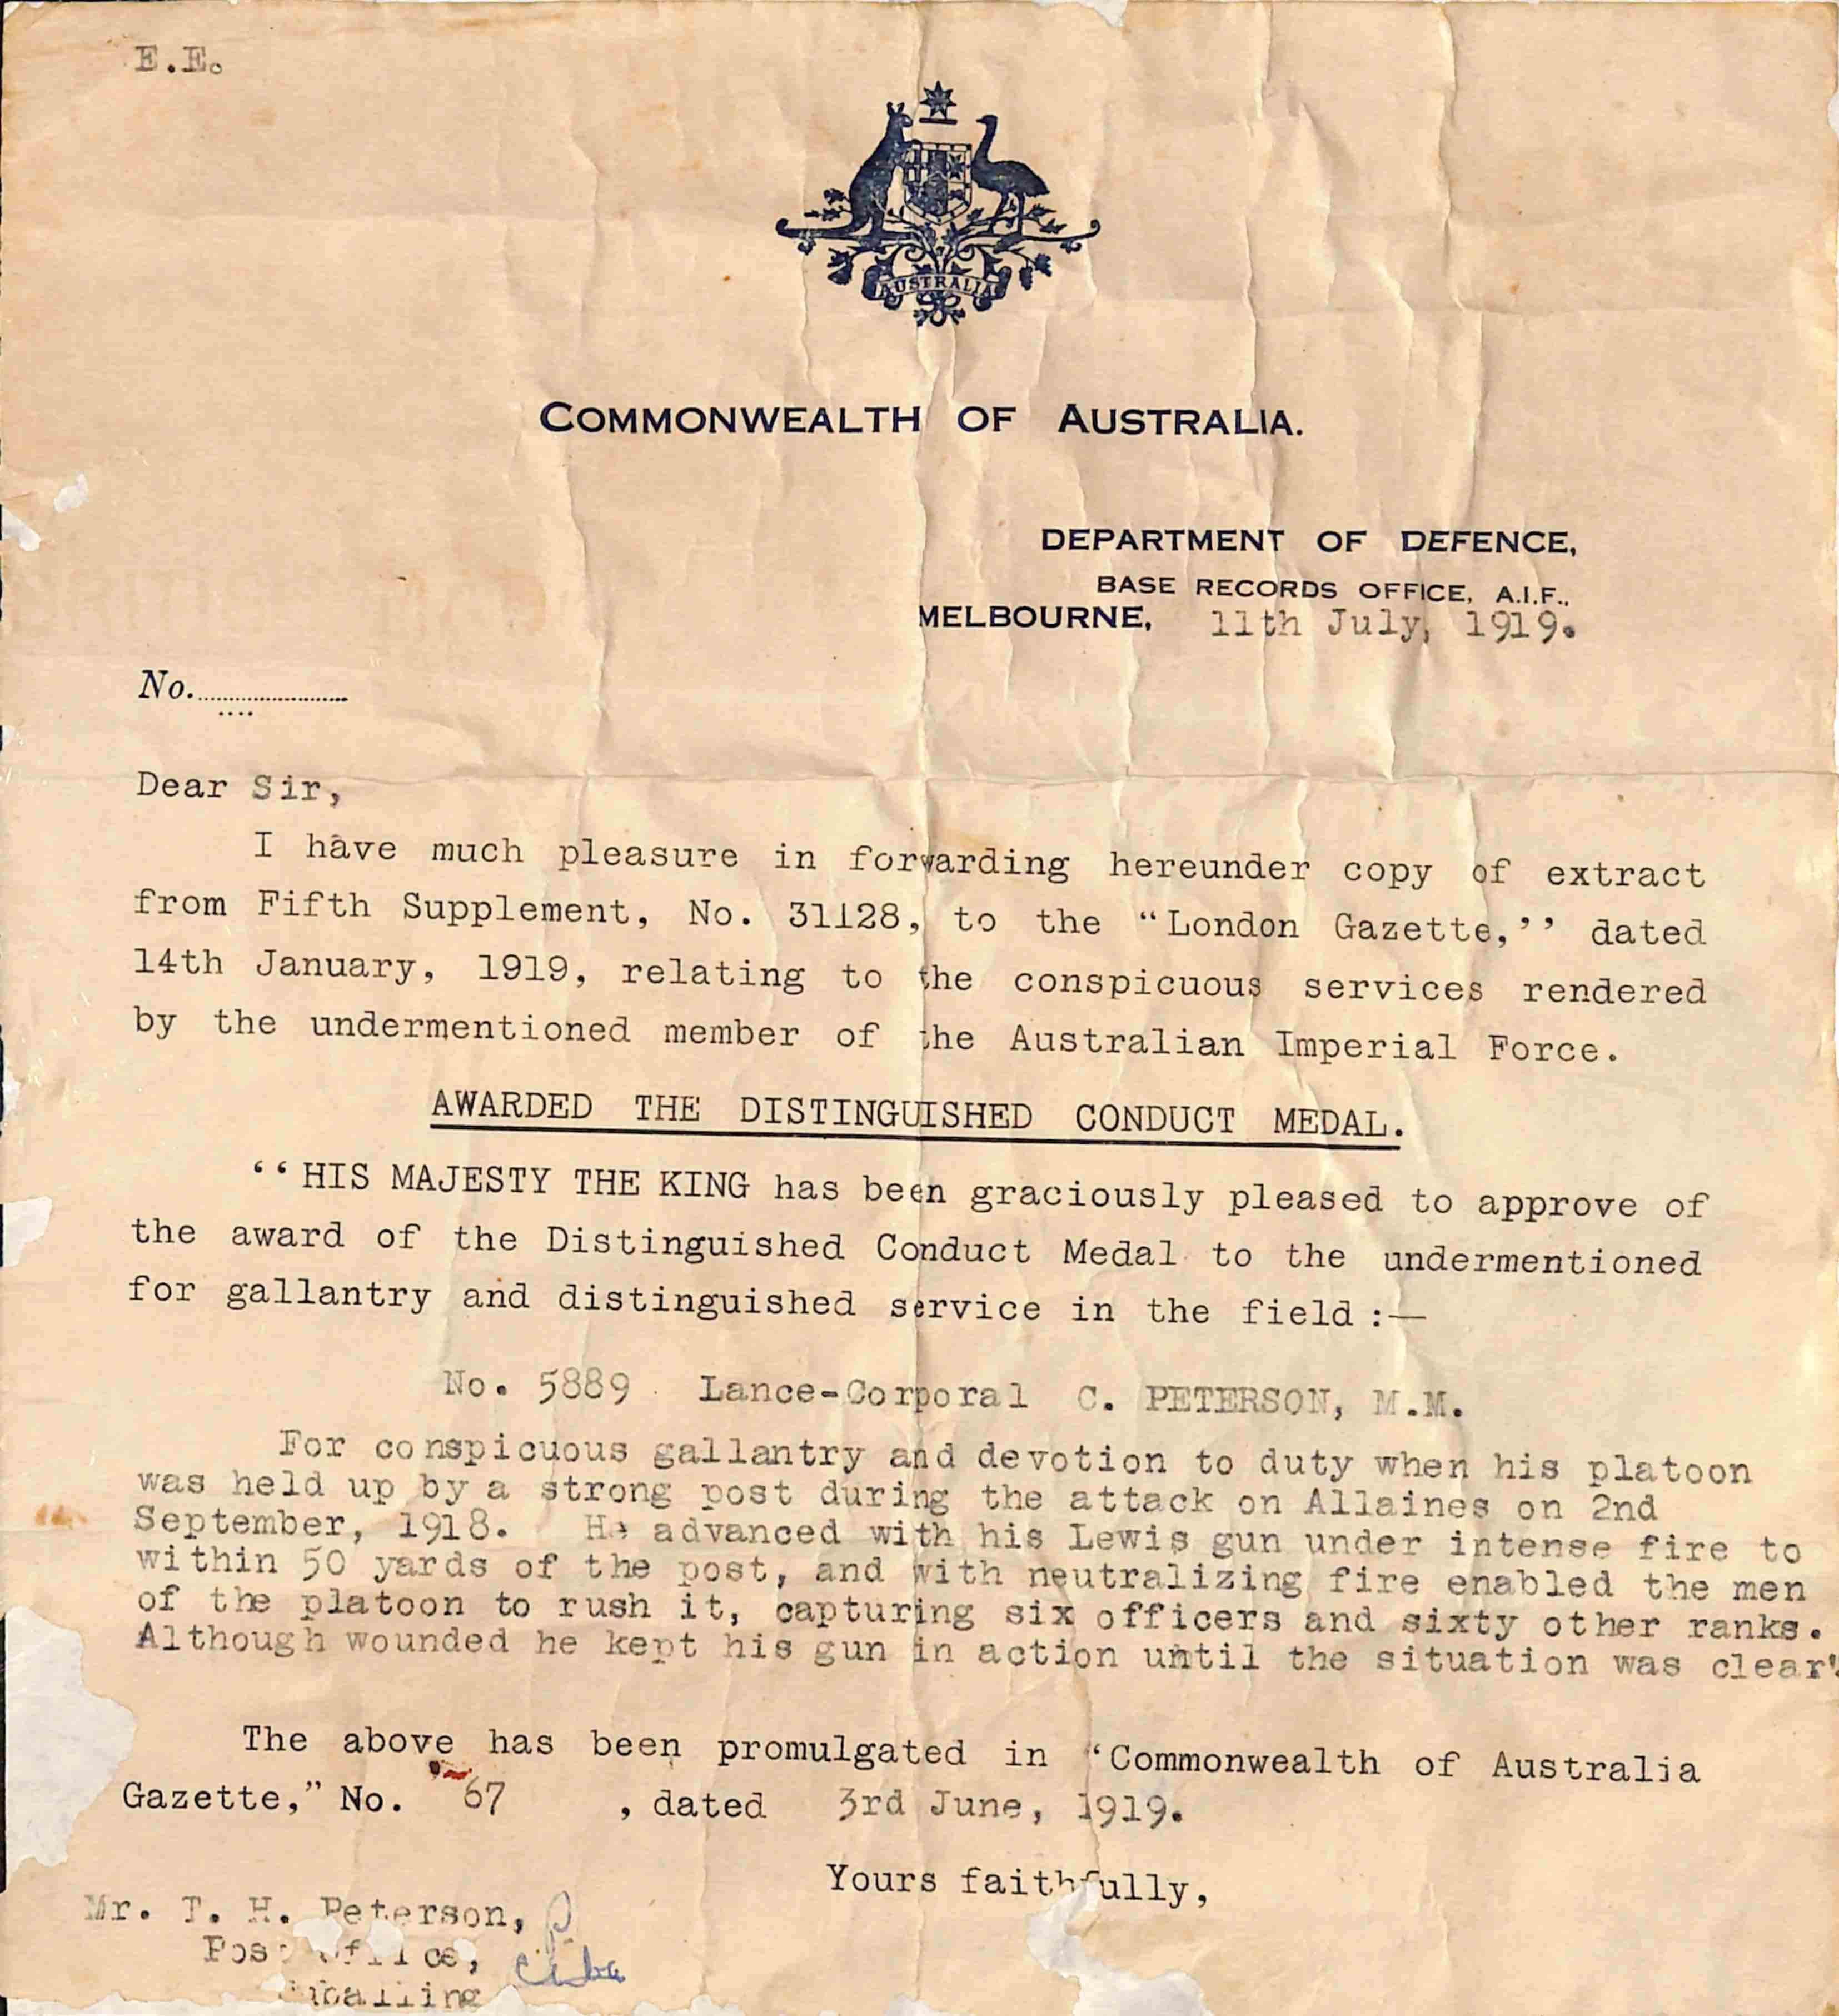 E.E.
AUSTRALIA
COMMONWEALTH OF AUSTRALIA.
DEPARTMENT OF DEFENCE,
BASE RECORDS OFFICE, A.I.F.,
MELBOURNE, 11th July, 1919.
No.
Dear Sir,
I have much pleasure in forwarding hereunder copy of extract
from Fifth Supplement, No. 31128, to the “London Gazette,’’ dated
14th January, 1919, relating to the conspicuous services rendered
by the undermentioned member of the Australian Imperial Force.
AWARDED THE DISTINGUISHED CONDUCT MEDAL.
‘‘HIS MAJESTY THE KING has been graciously pleased to approve of
the award of the Distinguished Conduct Medal to the undermentioned
for gallantry and distinguished service in the field :—
No. 5889 Lance-Corporal C. PETERSON, M.M.
For conspicuous gallantry and devotion to duty when his platoon
was held up by a strong post during the attack on Allaines on 2nd
September, 1918. He advanced with his Lewis gun under intense fire to
within 50 yards of the post, and with neutralizing fire enabled the men
of the platoon to rush it, capturing six officers and sixty other ranks.
Although wounded he kept his gun in action until the situation was clear".
The above has been promulgated in ‘Commonwealth of Australia
Gazette,” No. 67 , dated 3rd June, 1919.
Yours faithfully,
Mr. T. H. Peterson,
Post Office,